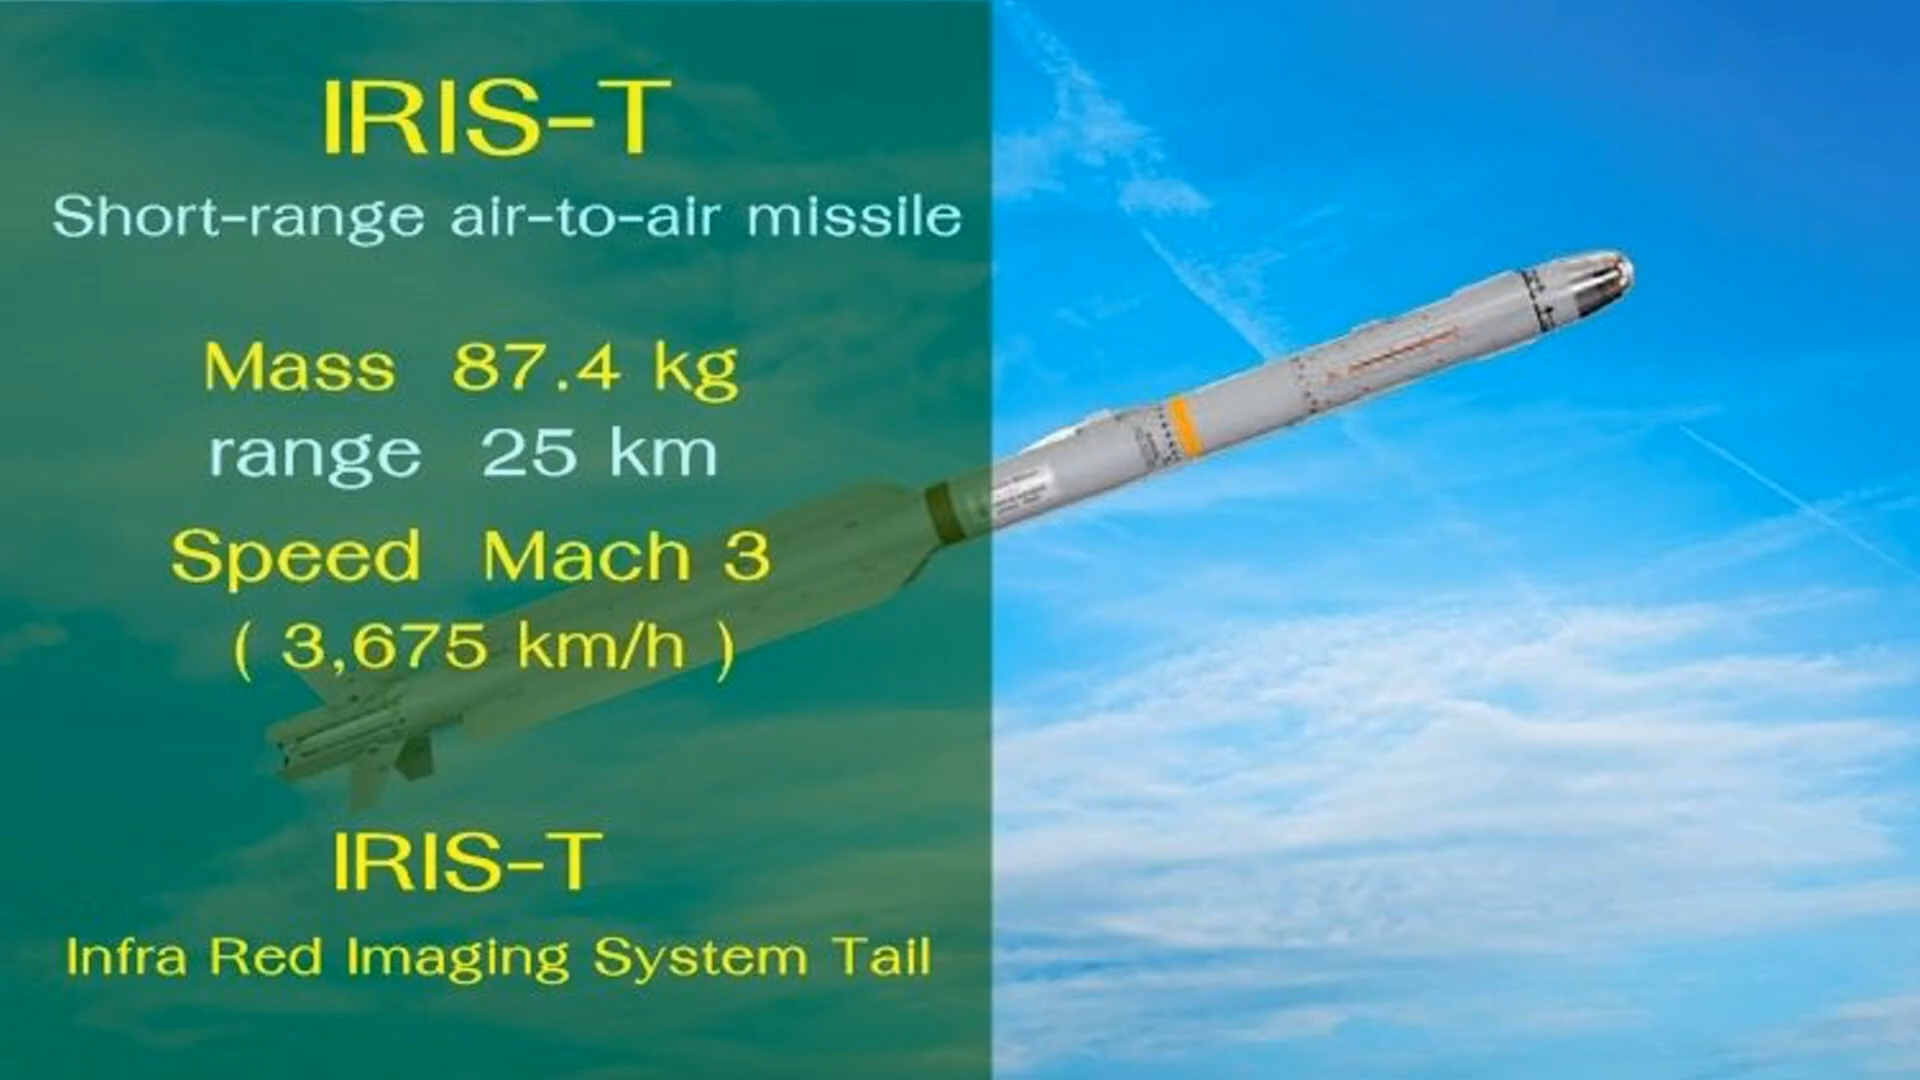 IRIS-T
Short-range air-to-air missile
Mass 87.4 kg
range 25 km
Speed Mach 3
( 3,675 km/h )
IRIS-T
Infra Red Imaging System Tail